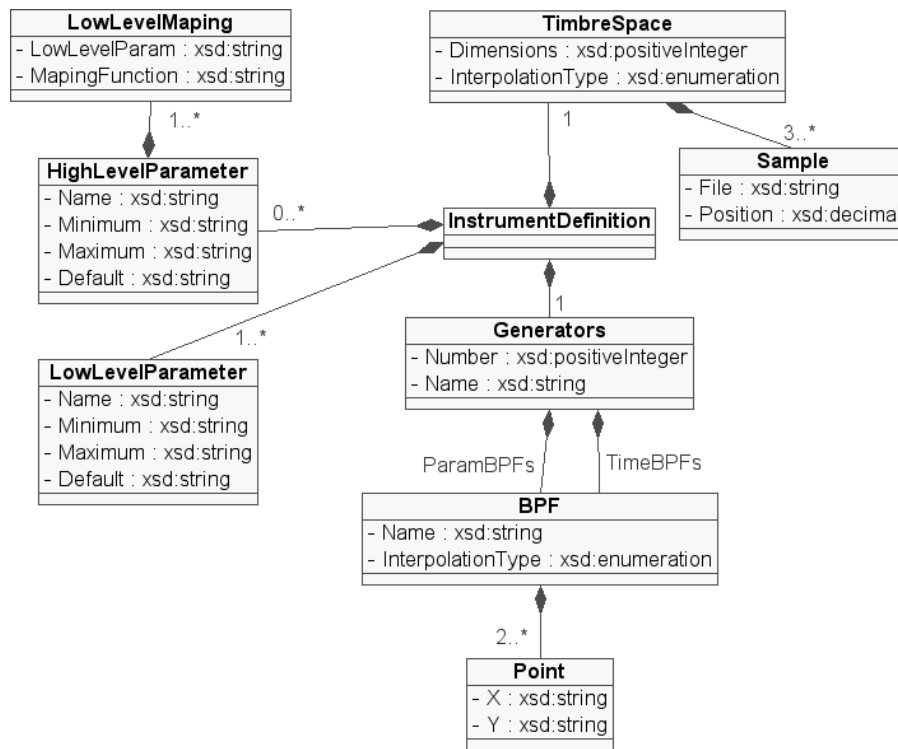 LowLevelMaping
- LowLevelParam : xsd:string
- MapingFunction : xsd:string
1..*
TimbreSpace
- Dimensions : xsd:positiveInteger
- InterpolationType : xsd:enumeration
1
3..*
HighLevelParameter
- Name : xsd:string
- Minimum : xsd:string
- Maximum : xsd:string
- Default : xsd:string
0..*
Sample
- File : xsd:string
- Position : xsd:decimal
InstrumentDefinition
1..*
1
LowLevelParameter
- Name : xsd:string
- Minimum : xsd:string
- Maximum : xsd:string
- Default : xsd:string
Generators
- Number : xsd:positiveInteger
- Name : xsd:string
ParamBPFs
TimeBPFs
BPF
- Name : xsd:string
- InterpolationType : xsd:enumeration
2..*
Point
- X : xsd:string
- Y : xsd:string